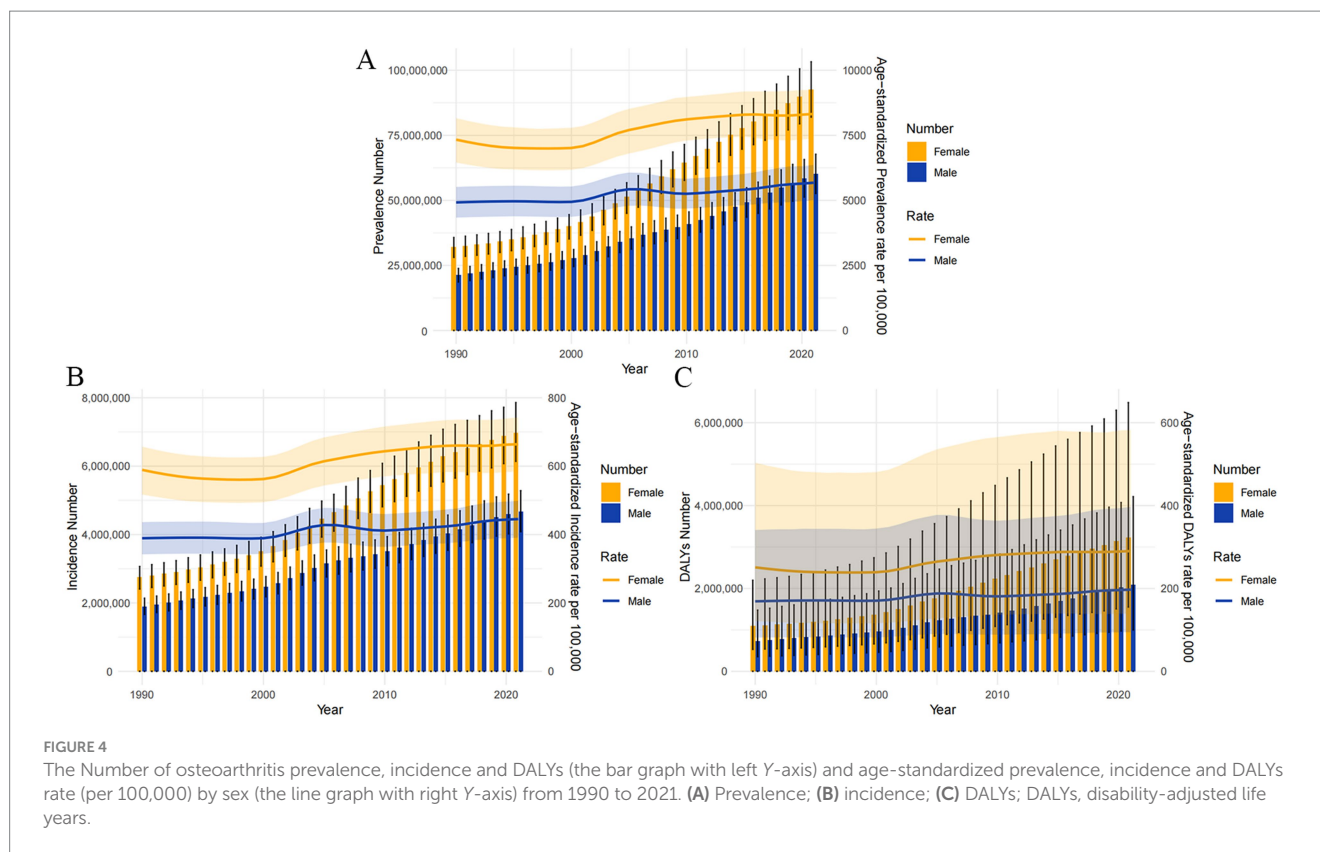 A
100,000,000
75,000,000
50,000,000
25,000,000
0
Prevalence Number
10000
7500
5000
2500
0
Age-standardized Prevalence rate per 100,000
1990
2000
2010
2020
Year
Number
Female
Male
Rate
Female
Male
B
8,000,000
6,000,000
4,000,000
2,000,000
0
Incidence Number
800
600
400
200
0
Age-standardized Incidence rate per 100,000
1990
2000
2010
2020
Year
Number
Female
Male
Rate
Female
Male
C
6,000,000
4,000,000
2,000,000
0
DALYs Number
600
400
200
0
Age-standardized DALYs rate per 100,000
1990
2000
2010
2020
Year
Number
Female
Male
Rate
Female
Male
FIGURE 4
The Number of osteoarthritis prevalence, incidence and DALYs (the bar graph with left Y-axis) and age-standardized prevalence, incidence and DALYs
rate (per 100,000) by sex (the line graph with right Y-axis) from 1990 to 2021. (A) Prevalence; (B) incidence; (C) DALYs; DALYs, disability-adjusted life
years.